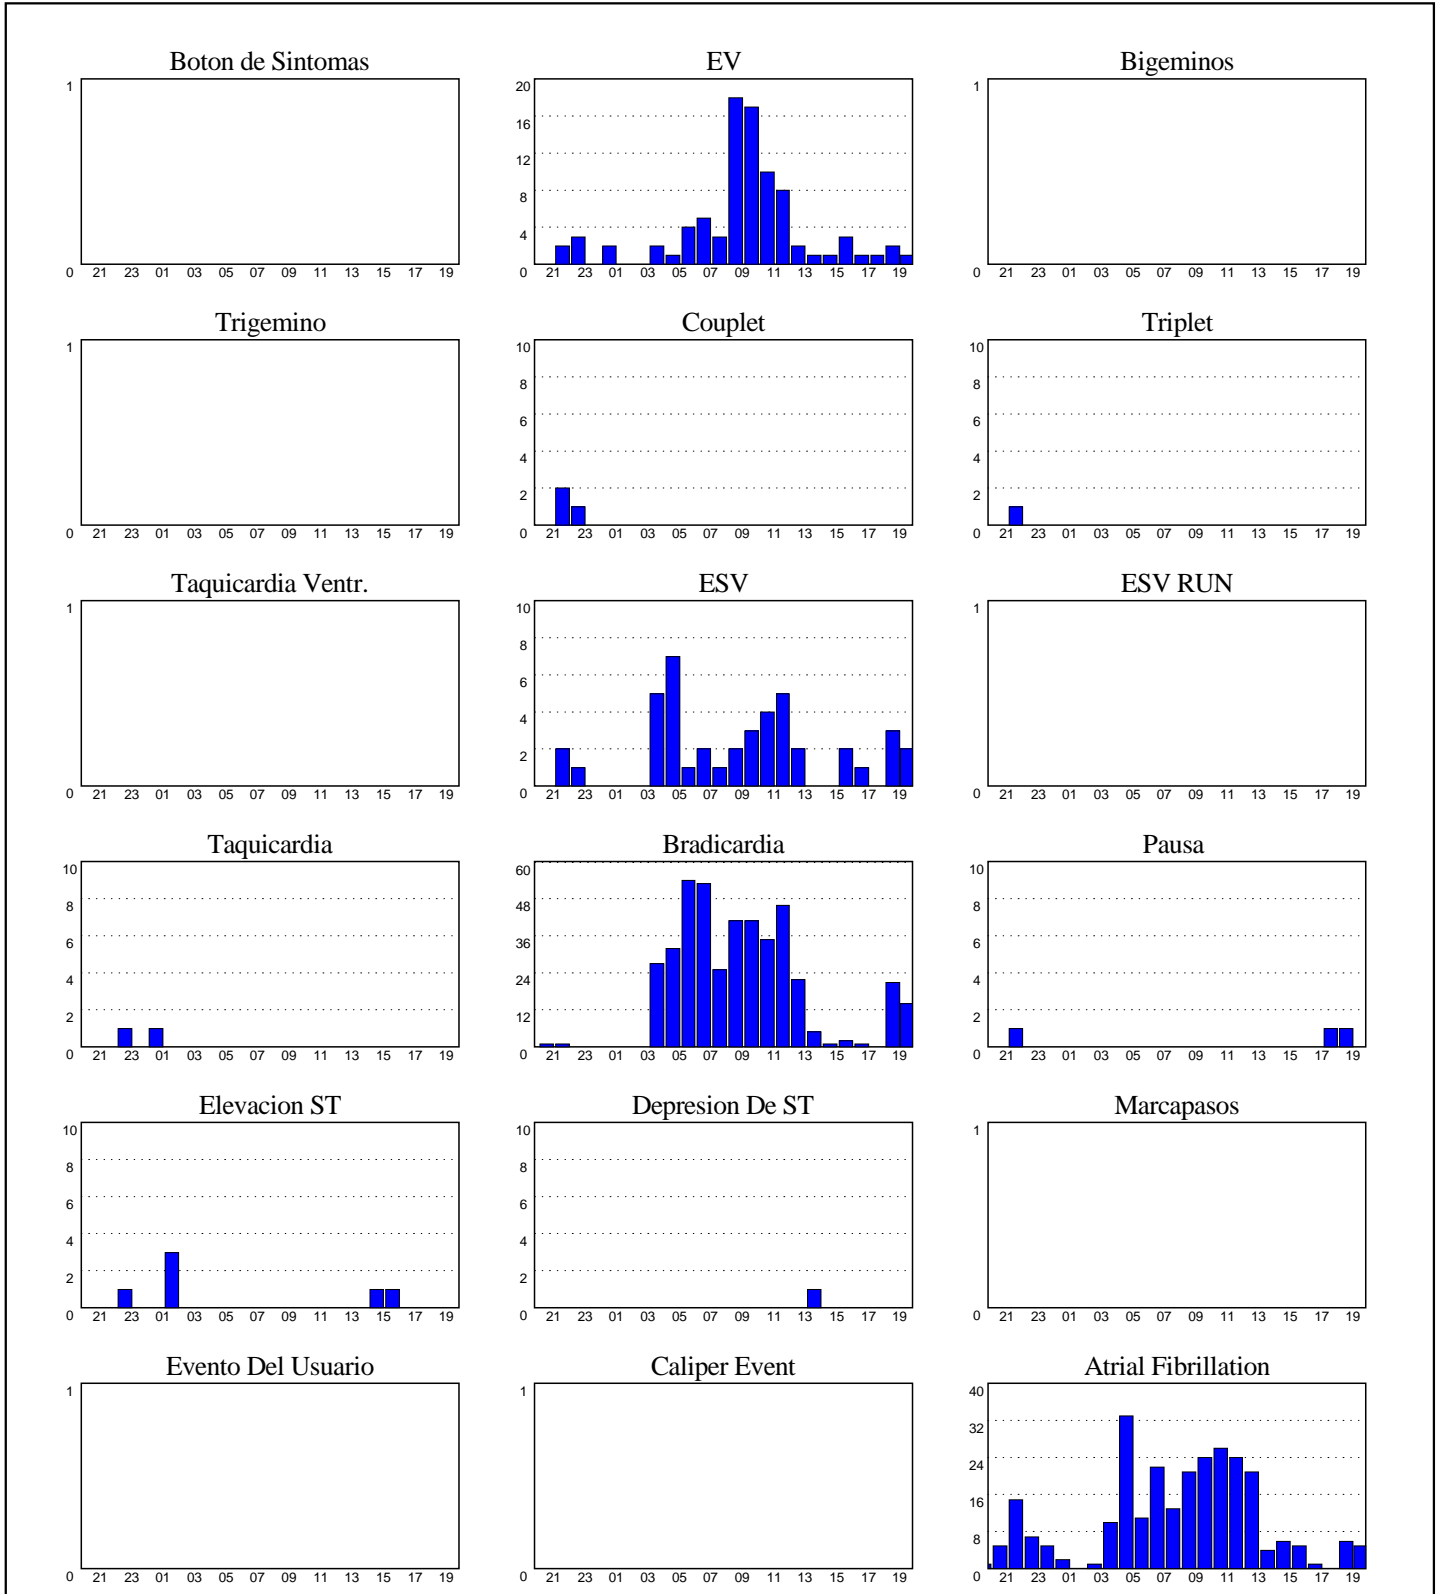 Boton de Sintomas
1
0
21 23 01 03 05 07 09 11 13 15 17 19
EV
20
16
12
8
4
0
21 23 01 03 05 07 09 11 13 15 17 19
Bigeminos
1
0
21 23 01 03 05 07 09 11 13 15 17 19
Trigemino
1
0
21 23 01 03 05 07 09 11 13 15 17 19
Couplet
10
8
6
4
2
0
21 23 01 03 05 07 09 11 13 15 17 19
Triplet
10
8
6
4
2
0
21 23 01 03 05 07 09 11 13 15 17 19
Taquicardia Ventr.
1
0
21 23 01 03 05 07 09 11 13 15 17 19
ESV
10
8
6
4
2
0
21 23 01 03 05 07 09 11 13 15 17 19
ESV RUN
1
0
21 23 01 03 05 07 09 11 13 15 17 19
Taquicardia
10
8
6
4
2
0
21 23 01 03 05 07 09 11 13 15 17 19
Bradicardia
60
48
36
24
12
0
21 23 01 03 05 07 09 11 13 15 17 19
Pausa
10
8
6
4
2
0
21 23 01 03 05 07 09 11 13 15 17 19
Elevacion ST
10
8
6
4
2
0
21 23 01 03 05 07 09 11 13 15 17 19
Depresion De ST
10
8
6
4
2
0
21 23 01 03 05 07 09 11 13 15 17 19
Marcapasos
1
0
21 23 01 03 05 07 09 11 13 15 17 19
Evento Del Usuario
1
0
21 23 01 03 05 07 09 11 13 15 17 19
Caliper Event
1
0
21 23 01 03 05 07 09 11 13 15 17 19
Atrial Fibrillation
40
32
24
16
8
0
21 23 01 03 05 07 09 11 13 15 17 19